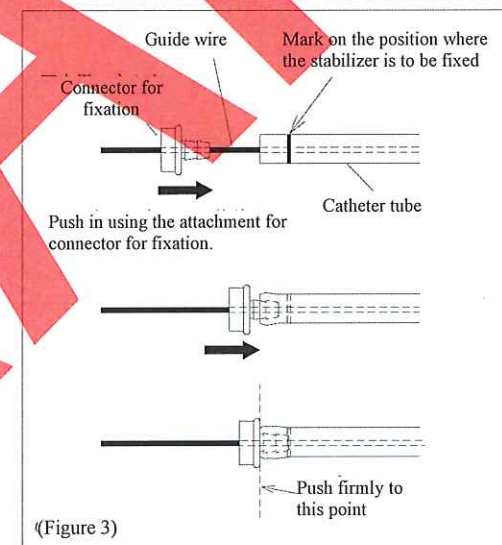 Guide wire
Mark on the position where
the stabilizer is to be fixed
Connector for
fixation
Catheter tube
Push in using the attachment for
connector for fixation.
Push firmly to
this point
(Figure 3)